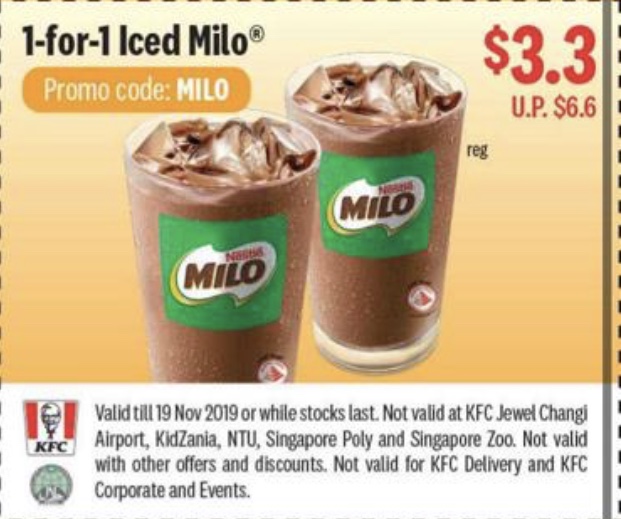 1-for-1 Iced Milo®
Promo code: MILO
$3.3
U.P. $6.6
reg
Nestlé
MILO
Nestlé
MILO
KFC
Valid till 19 Nov 2019 or while stocks last. Not valid at KFC Jewel Changi
Airport, KidZania, NTU, Singapore Poly and Singapore Zoo. Not valid
with other offers and discounts. Not valid for KFC Delivery and KFC
Corporate and Events.